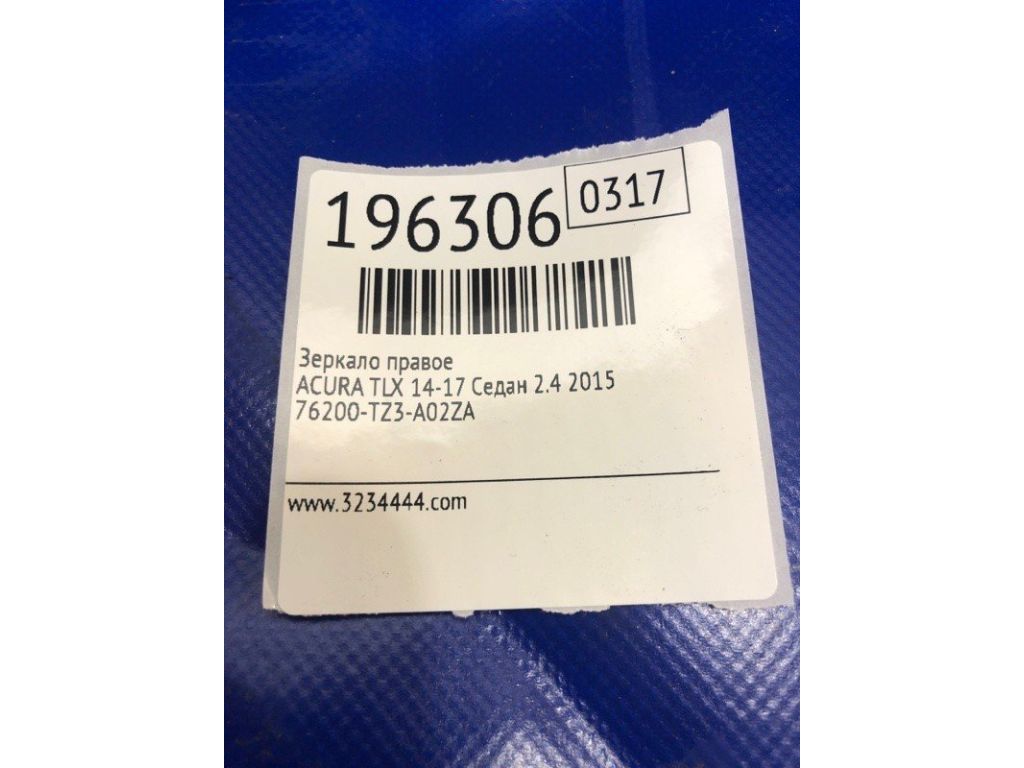 196306 0317
Зеркало правое
ACURA TLX 14-17 Седан 2.4 2015
76200-TZ3-A02ZA
www.3234444.com